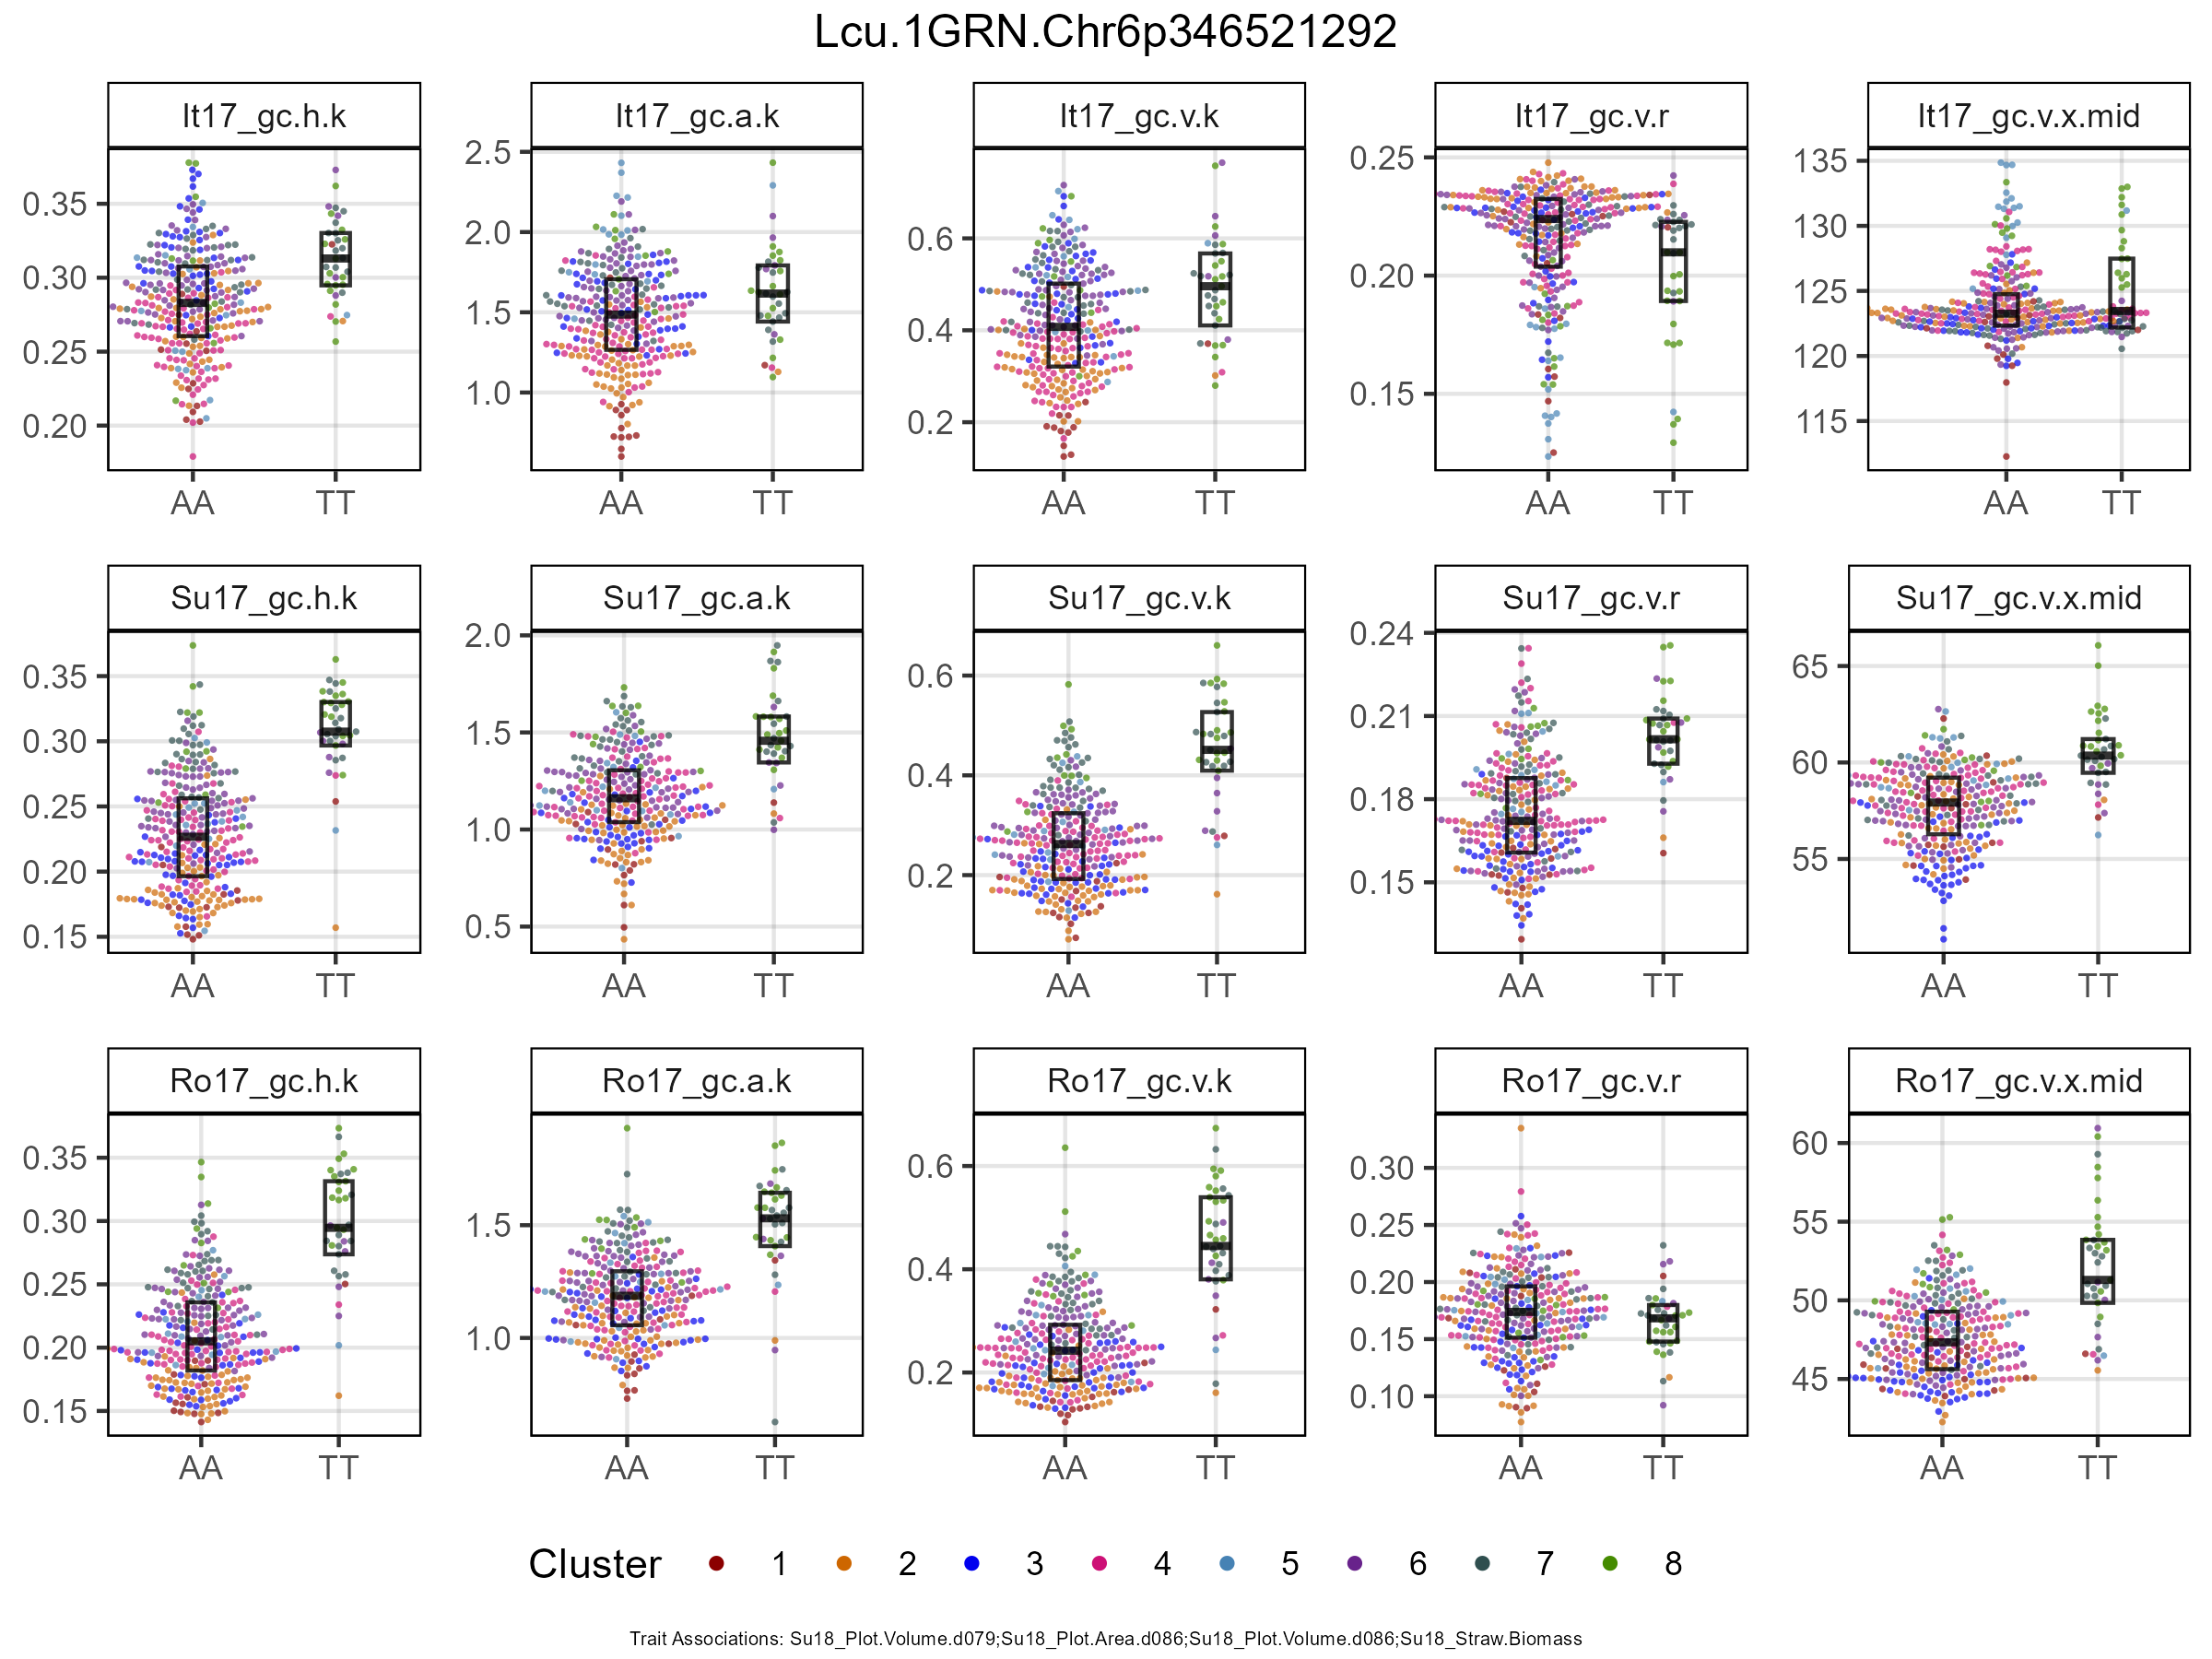 Lcu.1GRN.Chr6p346521292
It17_gc.h.k It17_gc.a.k It17_gc.v.k It17_gc.v.r It17_gc.v.x.mid
0.35 0.30 0.25 0.20
2.5 2.0 1.5 1.0
0.6 0.4 0.2
0.25 0.20 0.15
135 130 125 120 115
AA TT AA TT AA TT AA TT AA TT
Su17_gc.h.k Su17_gc.a.k Su17_gc.v.k Su17_gc.v.r Su17_gc.v.x.mid
0.35 0.30 0.25 0.20 0.15
2.0 1.5 1.0 0.5
0.6 0.4 0.2
0.24 0.21 0.18 0.15
65 60 55
AA TT AA TT AA TT AA TT AA TT
Ro17_gc.h.k Ro17_gc.a.k Ro17_gc.v.k Ro17_gc.v.r Ro17_gc.v.x.mid
0.35 0.30 0.25 0.20 0.15
1.5 1.0
0.6 0.4 0.2
0.30 0.25 0.20 0.15 0.10
60 55 50 45
AA TT AA TT AA TT AA TT AA TT
Cluster 1 2 3 4 5 6 7 8
Trait Associations: Su18_Plot.Volume.d079;Su18_Plot.Area.d086;Su18_Plot.Volume.d086;Su18_Straw.Biomass